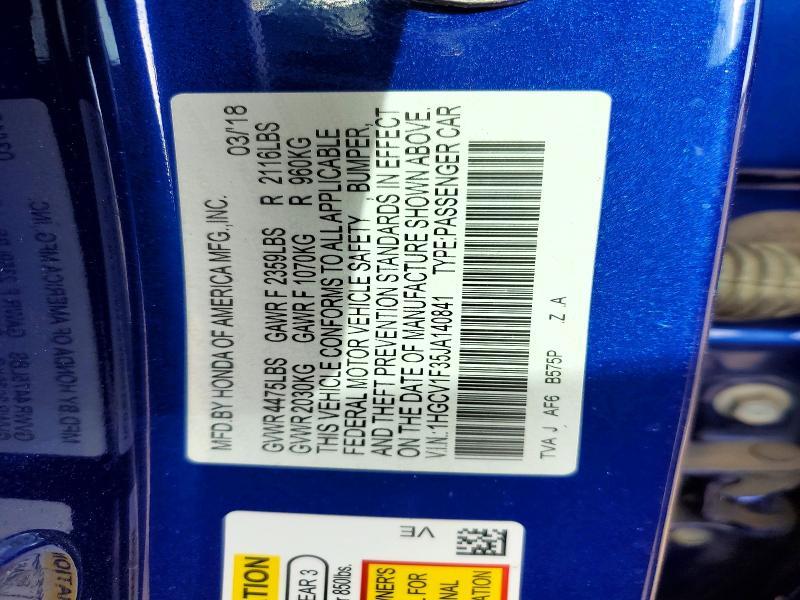 MFD.BY HONDA OF AMERICA MFG.,INC. 03/'18
GVWR 4475LBS GAWR F 2359LBS R 2116LBS
GVWR 2030KG GAWR F 1070KG R 960KG
THIS VEHICLE CONFORMS TO ALL APPLICABLE
FEDERAL MOTOR VEHICLE SAFETY , BUMPER,
AND THEFT PREVENTION STANDARDS IN EFFECT
ON THE DATE OF MANUFACTURE SHOWN ABOVE.
V.I.N.:1HGCV1F35JA140841 TYPE:PASSENGER CAR
TVA J AF6 B575P Z .A
VE
850lbs.